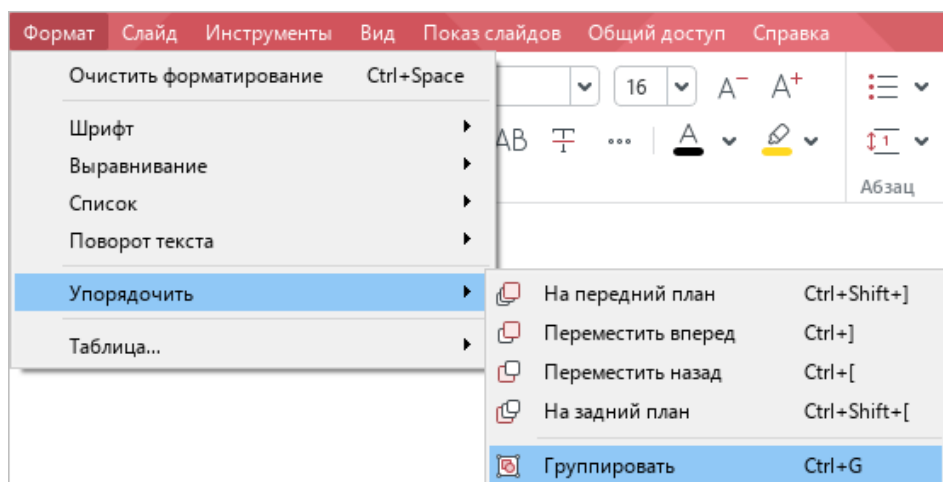 Формат Слайд Инструменты Вид Показ слайдов Общий доступ Справка
Очистить форматирование Ctrl+Space
16 A− A+
Шрифт
AB T ... A
1
Выравнивание
Абзац
Список
Поворот текста
Упорядочить
На передний план Ctrl+Shift+]
Переместить вперед Ctrl+]
Таблица...
Переместить назад Ctrl+[
На задний план Ctrl+Shift+[
Группировать Ctrl+G